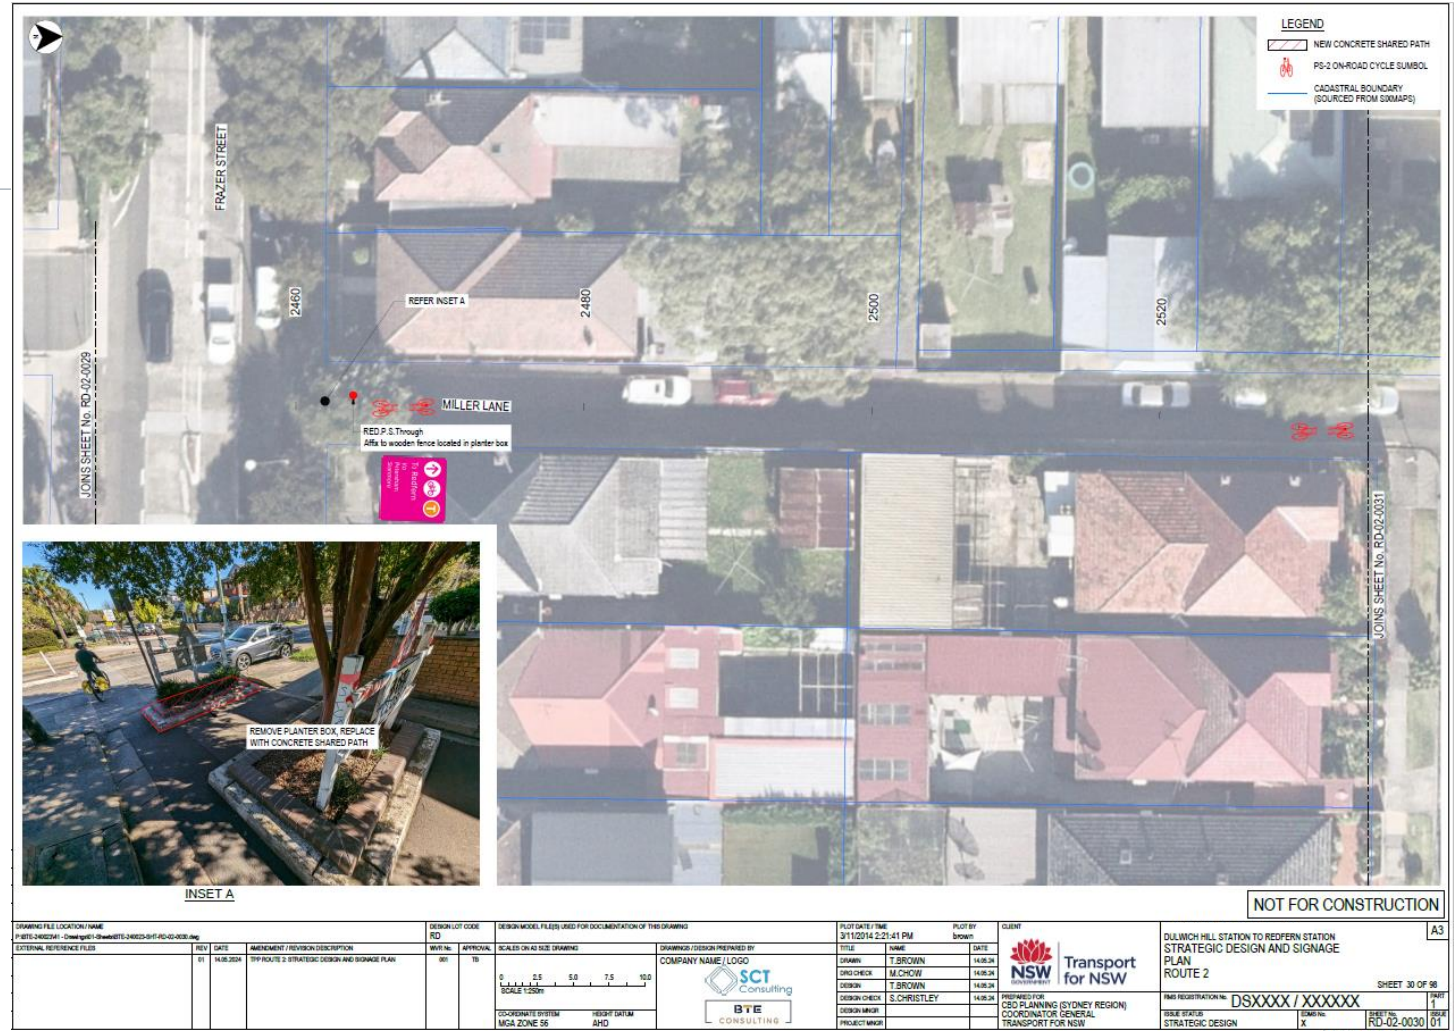 N
LEGEND
NEW CONCRETE SHARED PATH
PS-2 ON-ROAD CYCLE SUMBOL
CADASTRAL BOUNDARY
(SOURCED FROM SIXMAPS)
FRAZER STREET
JOINS SHEET No. RD-02-0029
2460
2480
2500
2520
REFER INSET A
MILLER LANE
RED.P.S.Through
Affix to wooden fence located in planter box
To Redfern
T
JOINS SHEET No. RD-02-0031
REMOVE PLANTER BOX, REPLACE
WITH CONCRETE SHARED PATH
INSET A
NOT FOR CONSTRUCTION
DRAWING FILE LOCATION / NAME
EXTERNAL REFERENCE FILES
REV DATE AMENDMENT / REVISION DESCRIPTION
01 14.05.2024 TPP ROUTE 2 STRATEGIC DESIGN AND SIGNAGE PLAN
DESIGN LOT CODE
RD
WVR No. APPROVAL
001 TB
DESIGN MODEL FILE(S) USED FOR DOCUMENTATION OF THIS DRAWING
SCALES ON A3 SIZE DRAWING
0 2.5 5.0 7.5 10.0
SCALE 1:250m
CO-ORDINATE SYSTEM HEIGHT DATUM
MGA ZONE 56 AHD
DRAWINGS / DESIGN PREPARED BY
COMPANY NAME / LOGO
SCT
Consulting
BTE
CONSULTING
PLOT DATE / TIME PLOT BY
3/11/2014 2:21:41 PM brown
TITLE NAME DATE
DRAWN T.BROWN 14.05.24
DRG CHECK M.CHOW 14.05.24
DESIGN T.BROWN 14.05.24
DESIGN CHECK S.CHRISTLEY 14.05.24
DESIGN MNGR
PROJECT MNGR
CLIENT
NSW
GOVERNMENT
Transport
for NSW
PREPARED FOR
CBD PLANNING (SYDNEY REGION)
COORDINATOR GENERAL
TRANSPORT FOR NSW
A3
DULWICH HILL STATION TO REDFERN STATION
STRATEGIC DESIGN AND SIGNAGE
PLAN
ROUTE 2
SHEET 30 OF 98
RMS REGISTRATION No. DSXXXX / XXXXXX
PART
1
ISSUE STATUS EDMS No. SHEET No. ISSUE
STRATEGIC DESIGN X RD-02-0030 01